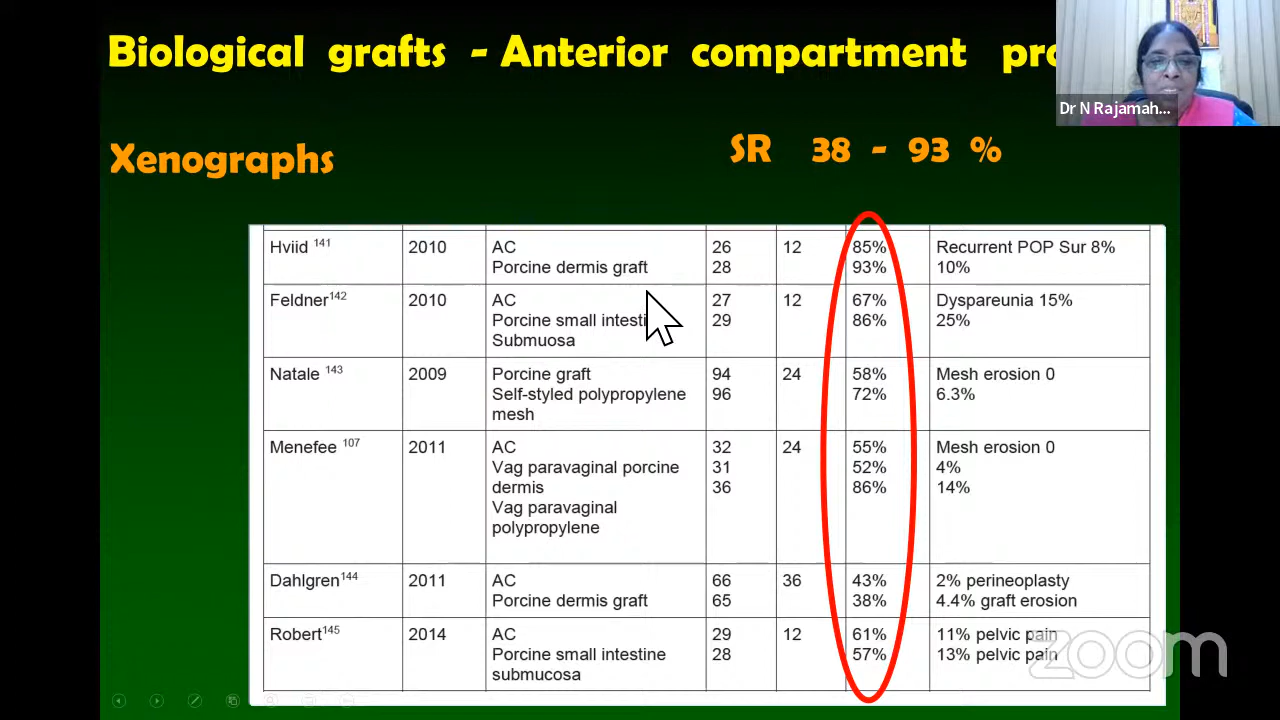 Biological grafts - Anterior compartment
Dr N Rajamah...
Xenographs
SR 38 - 93 %
Hviid 141 2010 AC 26 12 85% Recurrent POP Sur 8%
Porcine dermis graft 28 93% 10%
Feldner142 2010 AC 27 12 67% Dyspareunia 15%
Porcine small 29 86% 25%
Submuosa
Natale 143 2009 Porcine graft 94 24 58% Mesh erosion 0
Self-styled polypropylene 96 72% 6.3%
mesh
Menefee 107 2011 AC 32 24 55% Mesh erosion 0
Vag paravaginal porcine 31 52% 4%
dermis 36 86% 14%
Vag paravaginal
polypropylene
Dahlgren144 2011 AC 66 36 43% 2% perineoplasty
Porcine dermis graft 65 38% 4.4% graft erosion
Robert145 2014 AC 29 12 61% 11% pelvic pain
Porcine small intestine 28 57% 13% pelvic pain
submucosa
zoom